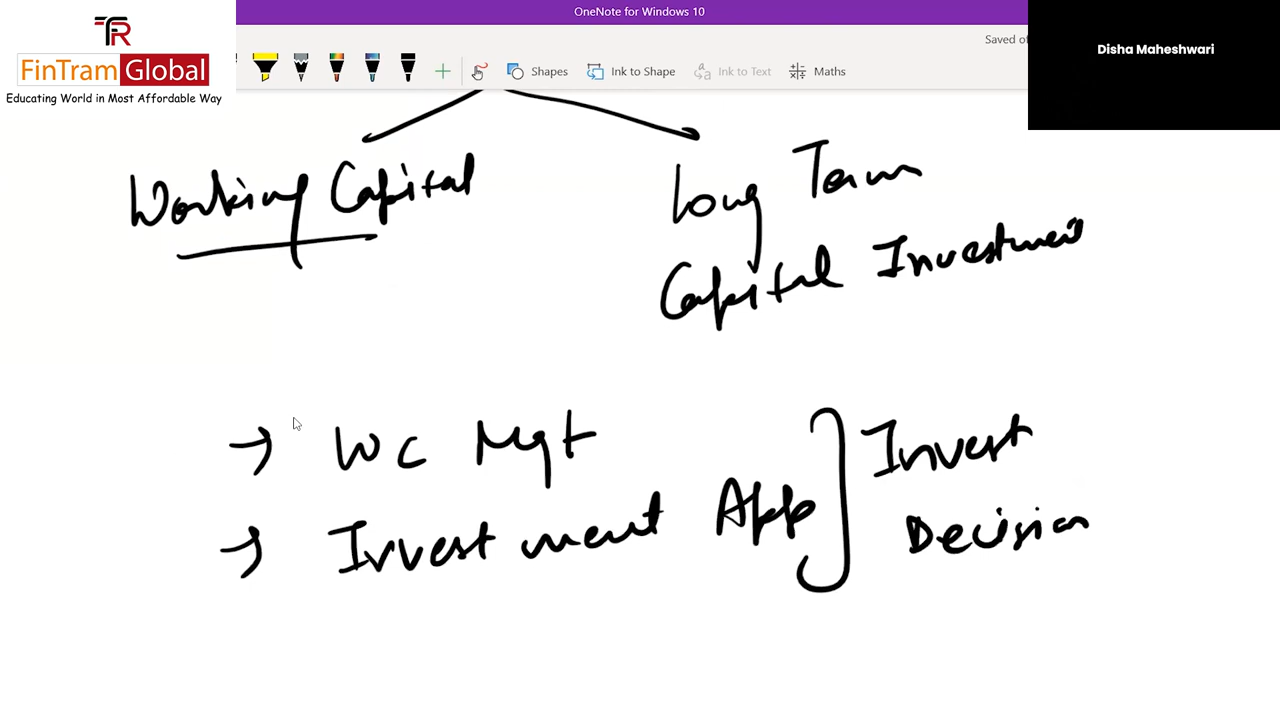 OneNote for Windows 10
FinTram Global
Educating World in Most Affordable Way
Saved of
Disha Maheshwari
Shapes
Ink to Shape
Ink to Text
Maths
Working Capital
Long Term
Capital Investment
→ WC Mgt
→ Investment App
Invest
Decision